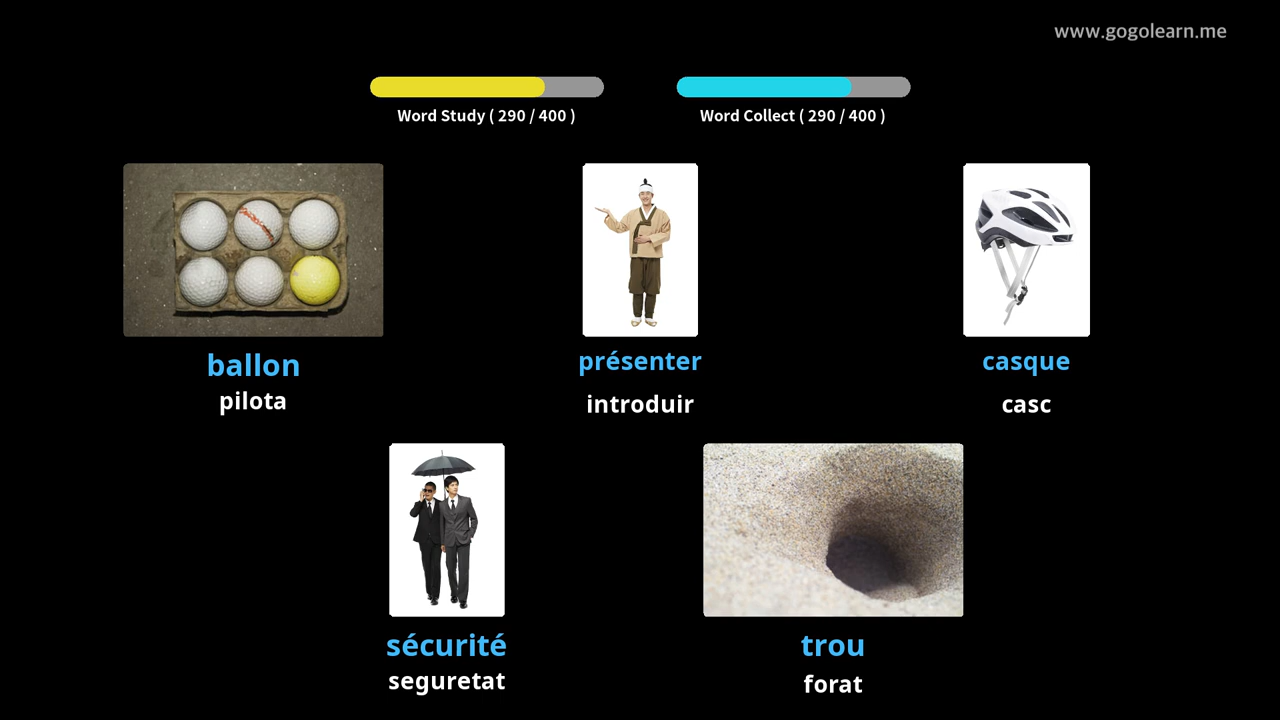 www.gogolearn.me
Word Study ( 290 / 400 )
Word Collect ( 290 / 400 )
ballon
pilota
présenter
introduir
casque
casc
sécurité
seguretat
trou
forat